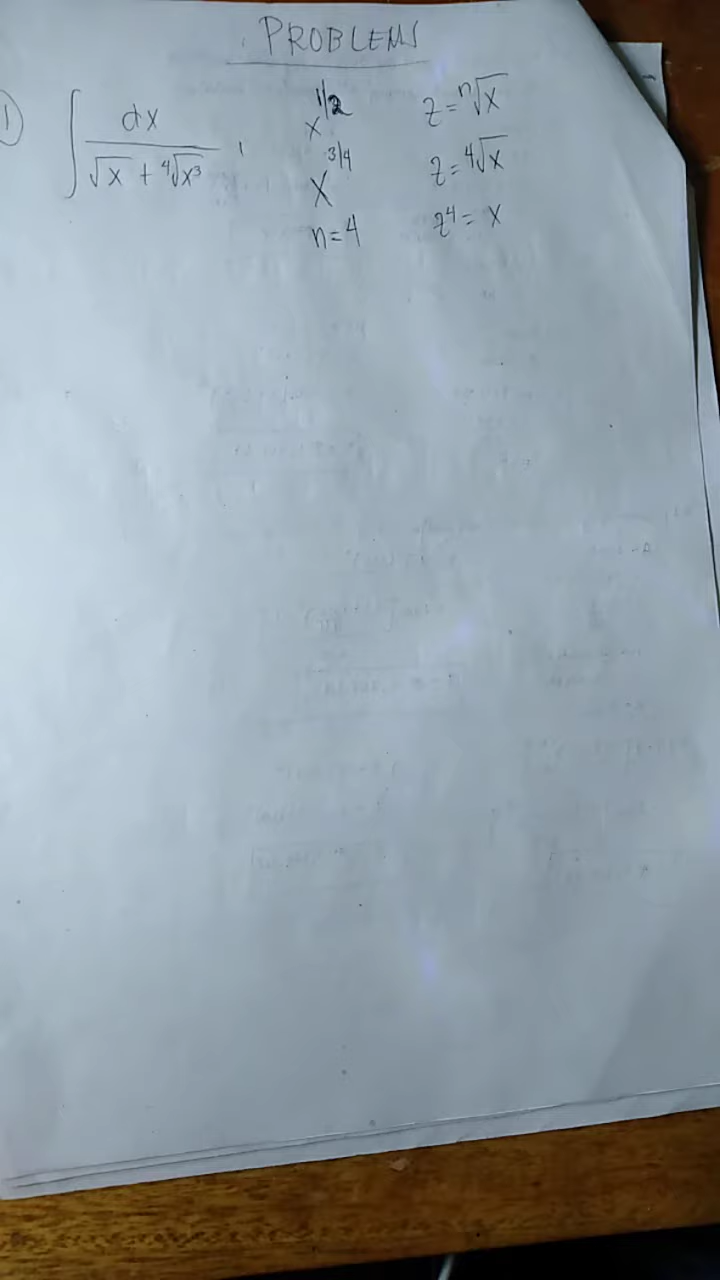 PROBLEMS
1) ∫ dx / (√x + ⁴√x³) ,
x^1/2
x^3/4
n=4
z=ⁿ√x
z=⁴√x
z⁴= x